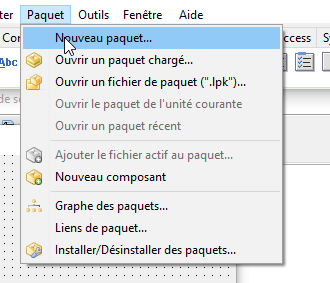 Paquet Outils Fenêtre Aide
Nouveau paquet...
Ouvrir un paquet chargé...
Ouvrir un fichier de paquet (".lpk")...
Ouvrir le paquet de l'unité courante
Ouvrir un paquet récent
Ajouter le fichier actif au paquet...
Nouveau composant
Graphe des paquets...
Liens de paquet...
Installer/Désinstaller des paquets...
Abc